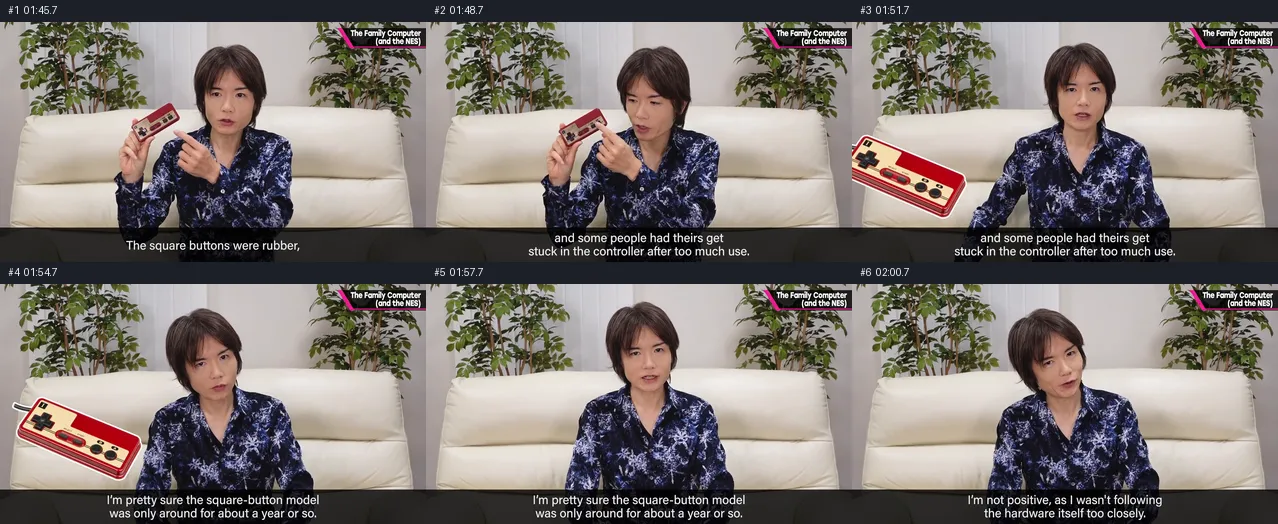 #1 01:45.7
The Family Computer
(and the NES)
The square buttons were rubber,
#2 01:48.7
The Family Computer
(and the NES)
and some people had theirs get
stuck in the controller after too much use.
#3 01:51.7
The Family Computer
(and the NES)
and some people had theirs get
stuck in the controller after too much use.
#4 01:54.7
The Family Computer
(and the NES)
I'm pretty sure the square-button model
was only around for about a year or so.
#5 01:57.7
The Family Computer
(and the NES)
I'm pretty sure the square-button model
was only around for about a year or so.
#6 02:00.7
The Family Computer
(and the NES)
I'm not positive, as I wasn't following
the hardware itself too closely.